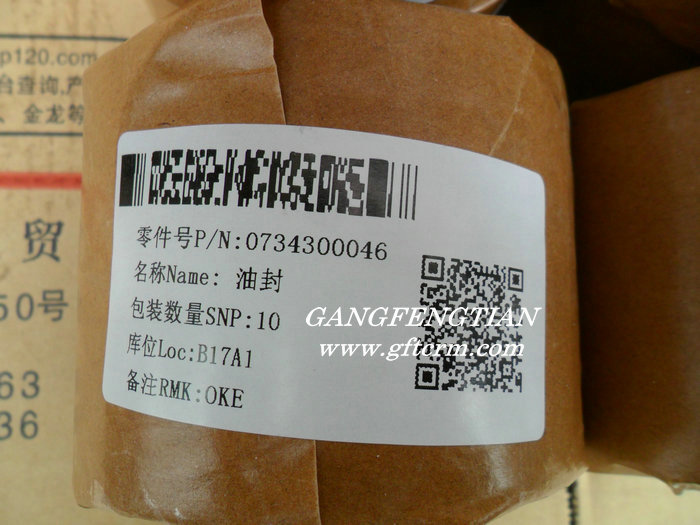 p120.com
台查询,产
、金龙等
贸
50号
63
36
零件号P/N:0734300046
名称Name: 油封
包装数量SNP:10
库位Loc:B17A1
备注RMK:OKE
GANGFENGTIAN
www.gftcrm.com